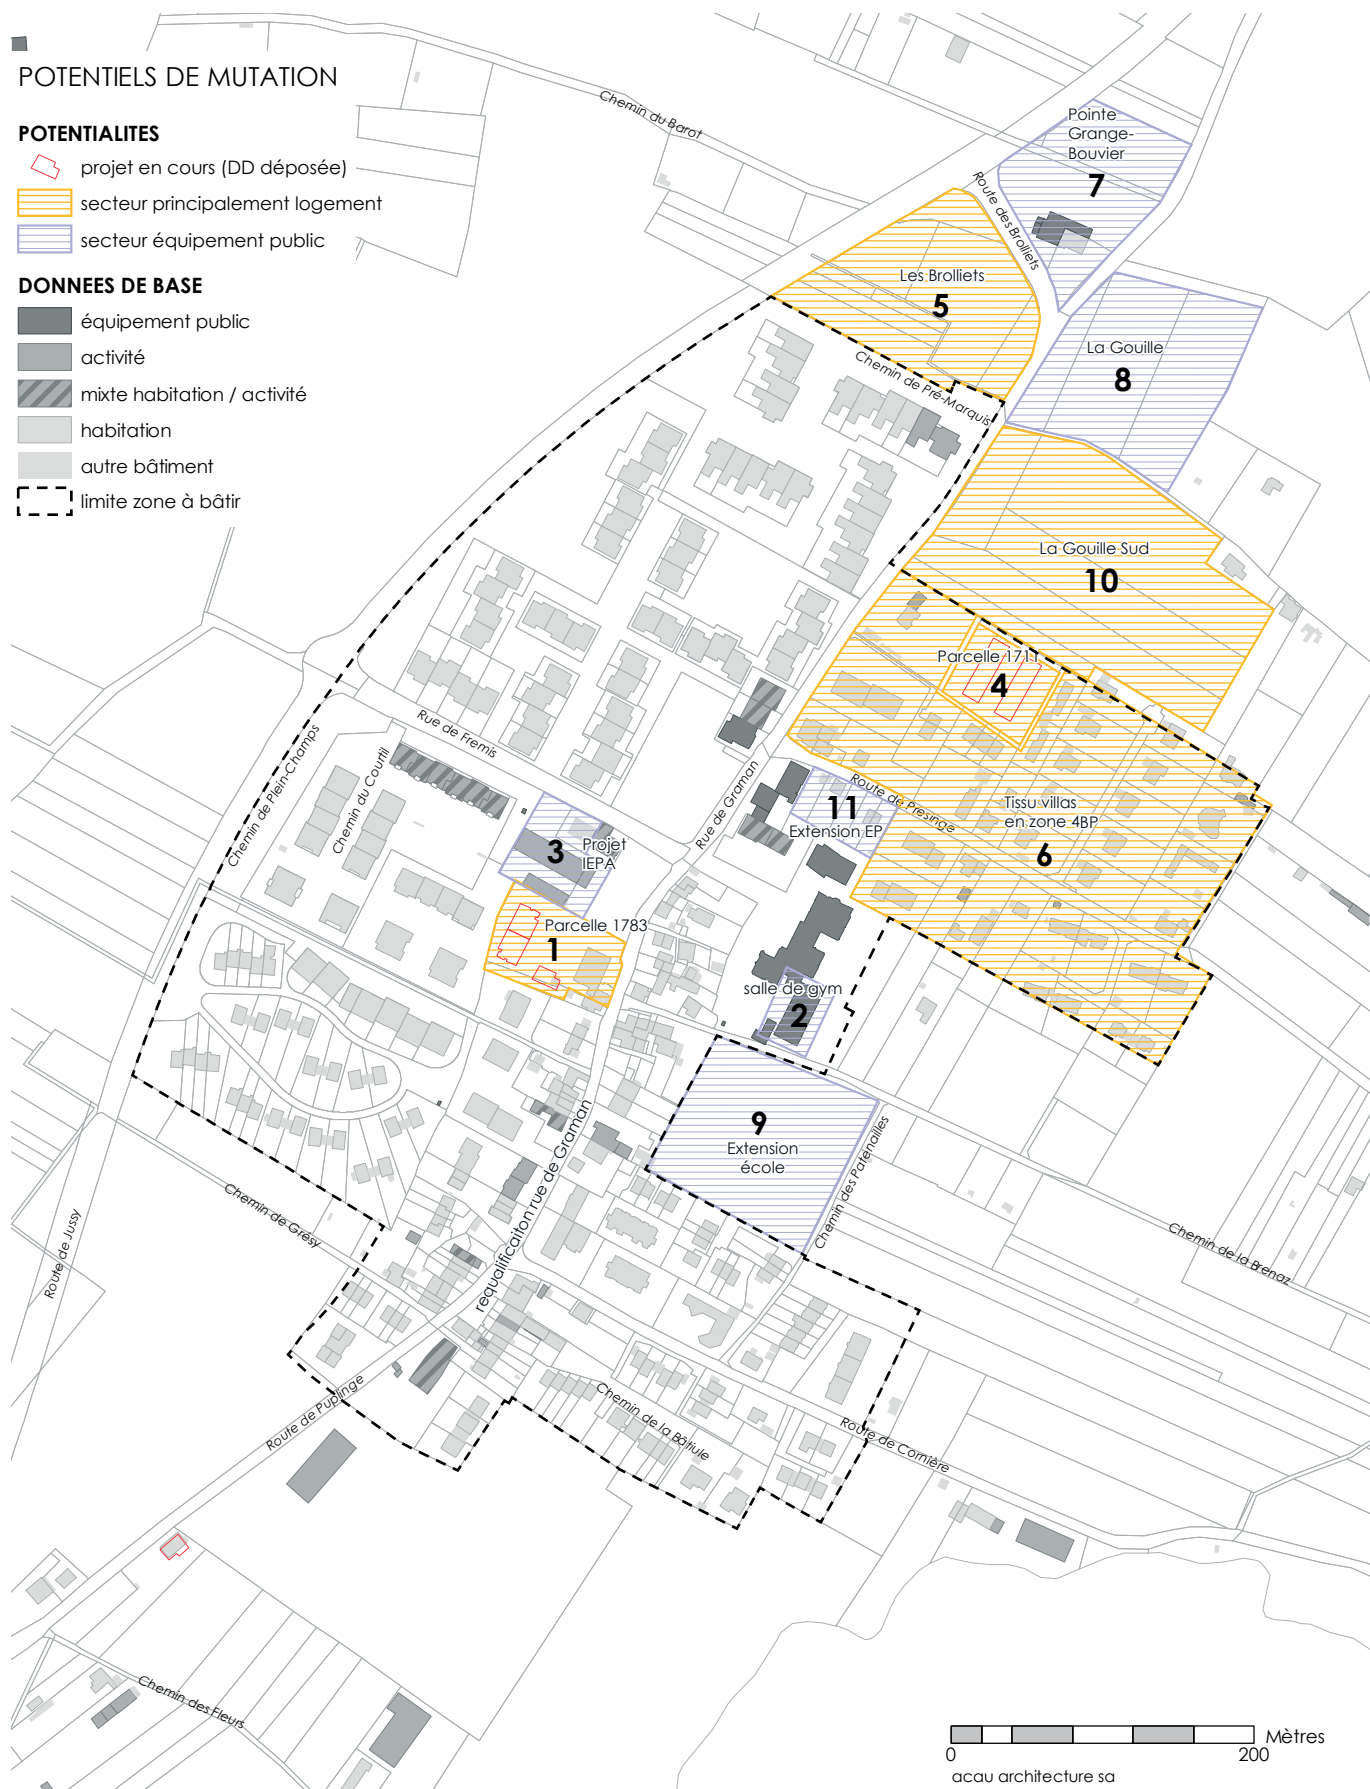 POTENTIELS DE MUTATION
POTENTIALITES
projet en cours (DD déposée)
secteur principalement logement
secteur équipement public
DONNEES DE BASE
équipement public
activité
mixte habitation / activité
habitation
autre bâtiment
limite zone à bâtir
Chemin du Barot
Pointe
Grange-
Bouvier
7
Route des Brolliets
Les Brolliets
5
La Gouille
8
Chemin de Pré-Marquis
La Gouille Sud
10
Parcelle 1711
4
Rue de Fremis
Chemin de Plein-Champs
Chemin du Courtil
Rue de Graman
Route de Presinge
11
Extension EP
Tissu villas
en zone 4BP
6
3
Projet
IEPA
Parcelle 1783
1
salle de gym
2
9
Extension
école
Chemin des Patenailles
requalificaiton rue de Graman
Chemin de Grésy
Route de Jussy
Chemin de la Brenaz
Route de Pupinge
Chemin de la Bâtiule
Route de Cornière
Chemin des Fleurs
0
200
Mètres
acau architecture sa